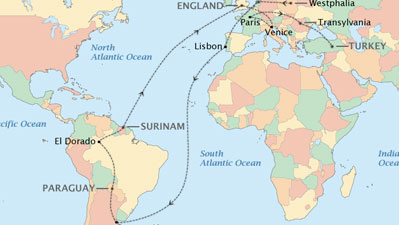 ENGLAND
Westphalia
Paris
Transylvania
Venice
Lisbon
TURKEY
North
Atlantic Ocean
cific Ocean
SURINAM
El Dorado
South
Atlantic Ocean
India
Ocea
PARAGUAY